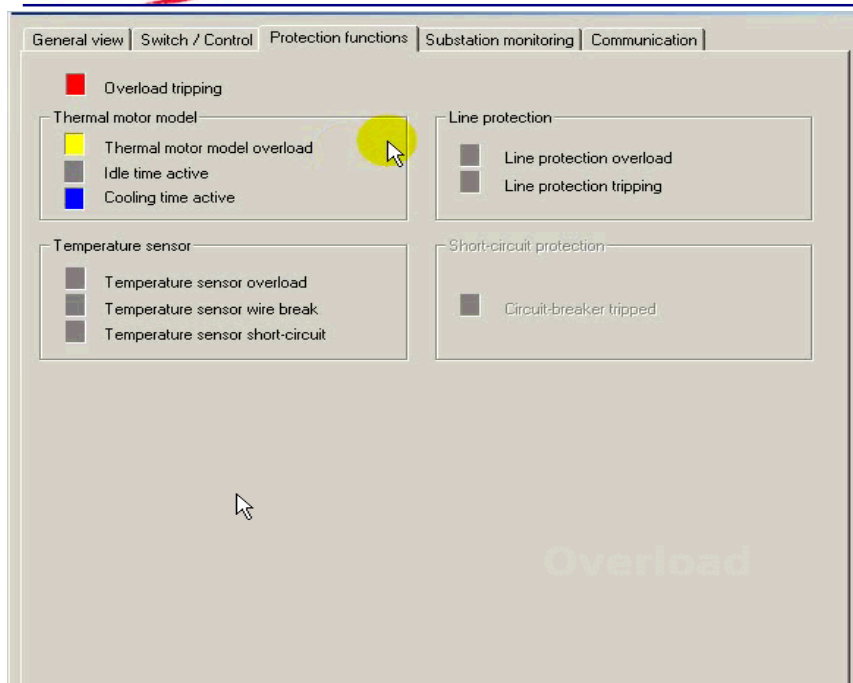 General view
Switch / Control
Protection functions
Substation monitoring
Communication
Overload tripping
Thermal motor model
Thermal motor model overload
Idle time active
Cooling time active
Line protection
Line protection overload
Line protection tripping
Temperature sensor
Temperature sensor overload
Temperature sensor wire break
Temperature sensor short-circuit
Short-circuit protection
Circuit-breaker tripped
Overload